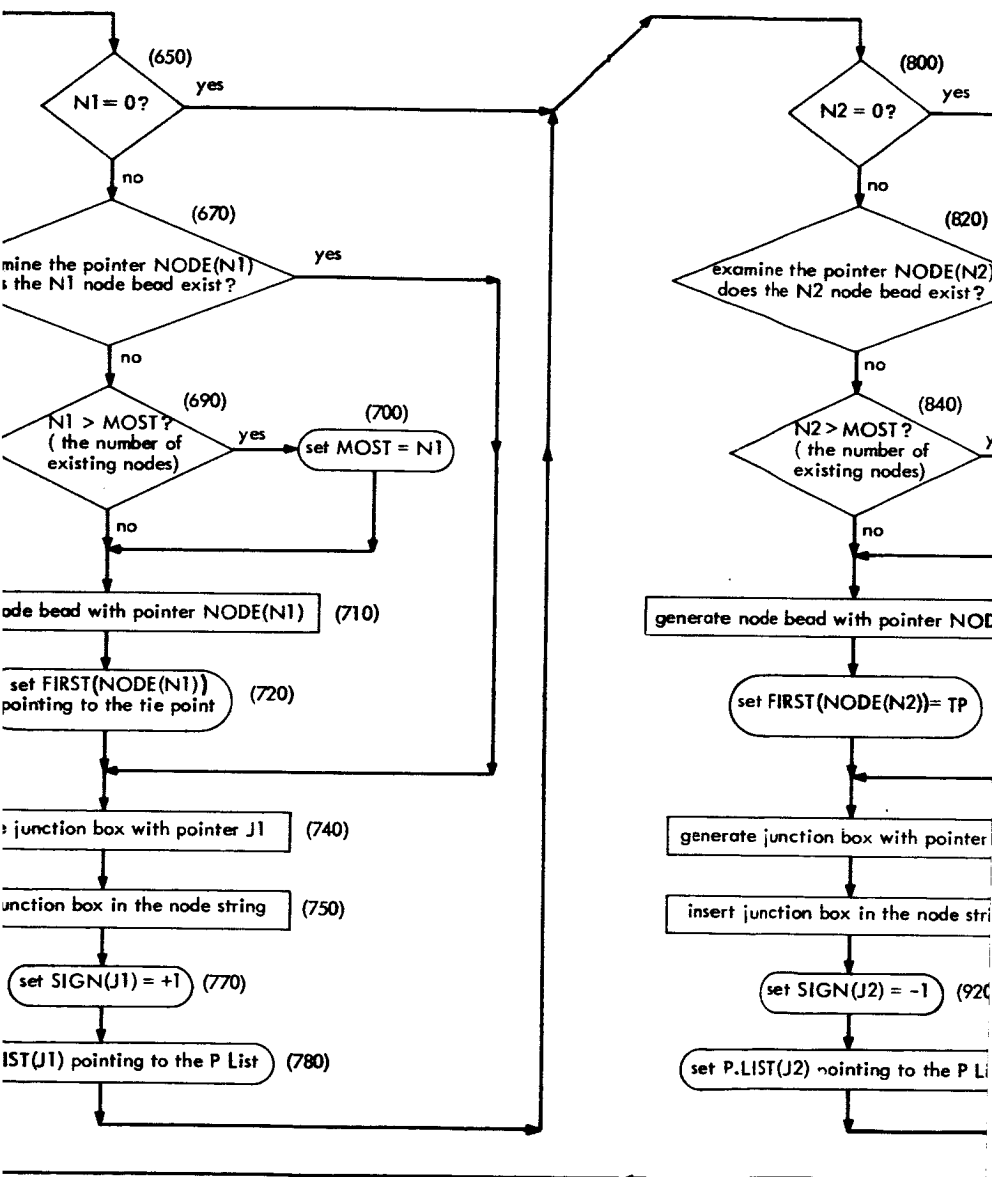 (650)
N1 = 0?
yes
no
(670)
mine the pointer NODE(N1)
s the N1 node bead exist?
yes
no
(690)
N1 > MOST?
( the number of
existing nodes)
yes
(700)
set MOST = N1
no
ode bead with pointer NODE(N1)
(710)
set FIRST(NODE(N1))
pointing to the tie point
(720)
e junction box with pointer J1
(740)
unction box in the node string
(750)
set SIGN(J1) = +1
(770)
IST(J1) pointing to the P List
(780)
(800)
N2 = 0?
yes
no
(820)
examine the pointer NODE(N2)
does the N2 node bead exist?
no
(840)
N2 > MOST?
( the number of
existing nodes)
y
no
generate node bead with pointer NOD
set FIRST(NODE(N2))= TP
generate junction box with pointer
insert junction box in the node stri
set SIGN(J2) = -1
(920
set P.LIST(J2) pointing to the P Li